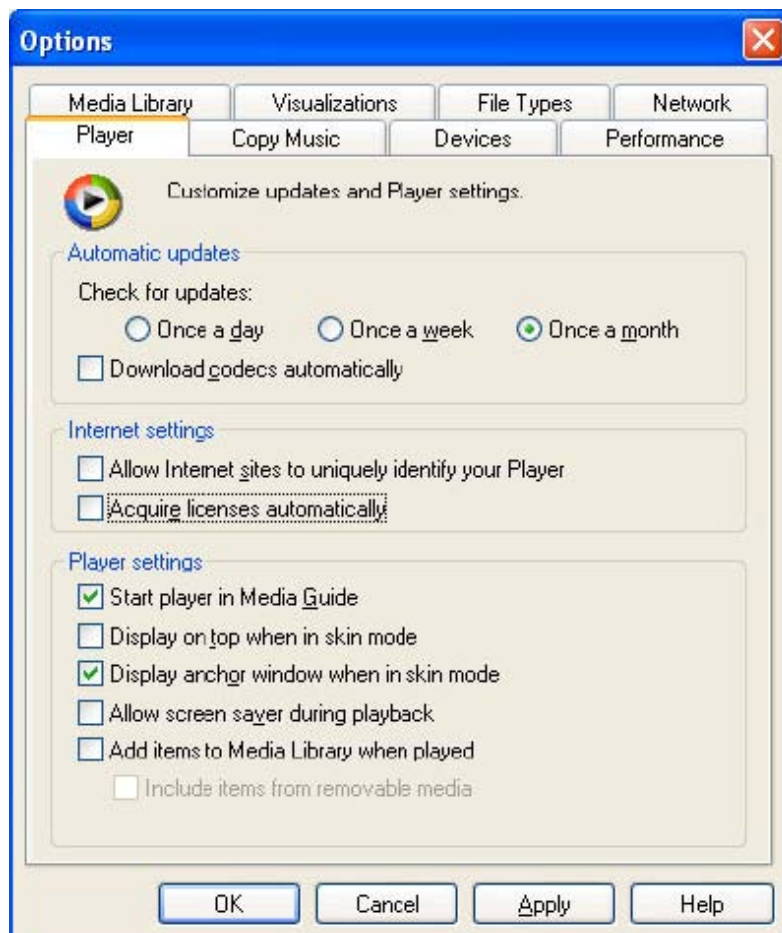 Options
Media Library Visualizations File Types Network
Player Copy Music Devices Performance
Customize updates and Player settings.
Automatic updates
Check for updates:
Once a day Once a week Once a month
Download codecs automatically
Internet settings
Allow Internet sites to uniquely identify your Player
Acquire licenses automatically
Player settings
Start player in Media Guide
Display on top when in skin mode
Display anchor window when in skin mode
Allow screen saver during playback
Add items to Media Library when played
Include items from removable media
OK Cancel Apply Help